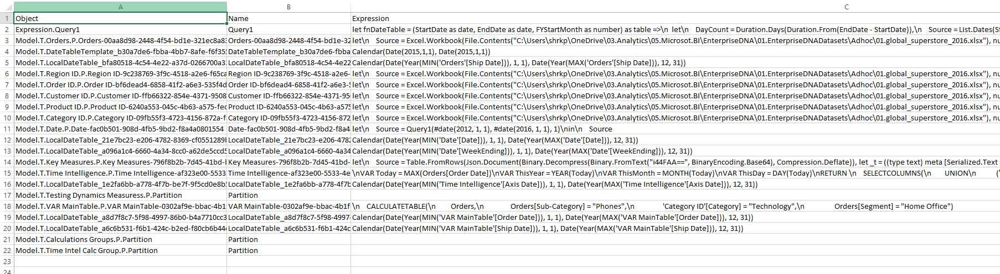 A B C
1 Object Name Expression
2 Expression.Query1 Query1 let fnDateTable = (StartDate as date, EndDate as date, FYStartMonth as number) as table =>\n let\n DayCount = Duration.Days(Duration.From(EndDate - StartDate)),\n Source = List.Dates(St
3 Model.T.Orders.P.Orders-00aa8d98-2448-4f54-bd1e-321ec8a8 Orders-00aa8d98-2448-4f54-bd1e-32 let\n Source = Excel.Workbook(File.Contents("C:\Users\shrkp\OneDrive\03.Analytics\05.Microsot.BI\EnterpriseDNA\01.EnterpriseDNADatasets\Adhoc\01.global_superstore_2016.xlsx"), nu
4 Model.T.DateTableTemplate_b30a7de6-fbba-4bb7-8afe-f6f35 DateTableTemplate_b30a7de6-fbba Calendar(Date(2015,1,1), Date(2015,1,1))
5 Model.T.LocalDateTable_bfa80518-4c54-4e22-a37d-0266700a3 LocalDateTable_bfa80518-4c54-4e22 Calendar(Date(Year(MIN('Orders'[Ship Date])), 1, 1), Date(Year(MAX('Orders'[Ship Date])), 12, 31))
6 Model.T.Region ID.P.Region ID-9c238769-3f9c-4518-a2e6-f65ca Region ID-9c238769-3f9c-4518-a2e6- let\n Source = Excel.Workbook(File.Contents("C:\Users\shrkp\OneDrive\03.Analytics\05.Microsot.BI\EnterpriseDNA\01.EnterpriseDNADatasets\Adhoc\01.global_superstore_2016.xlsx"), nu
7 Model.T.Order ID.P.Order ID-bf6dead4-6858-41f2-a6e3-535f4d Order ID-bf6dead4-6858-41f2-a6e3-5 let\n Source = Excel.Workbook(File.Contents("C:\Users\shrkp\OneDrive\03.Analytics\05.Microsot.BI\EnterpriseDNA\01.EnterpriseDNADatasets\Adhoc\01.global_superstore_2016.xlsx"), nu
8 Model.T.Customer ID.P.Customer ID-ffb66322-854e-4371-9508 Customer ID-ffb66322-854e-4371-95 let\n Source = Excel.Workbook(File.Contents("C:\Users\shrkp\OneDrive\03.Analytics\05.Microsot.BI\EnterpriseDNA\01.EnterpriseDNADatasets\Adhoc\01.global_superstore_2016.xlsx"), nu
9 Model.T.Product ID.P.Product ID-6240a553-045c-4b63-a575-fec Product ID-6240a553-045c-4b63-a575 let\n Source = Excel.Workbook(File.Contents("C:\Users\shrkp\OneDrive\03.Analytics\05.Microsot.BI\EnterpriseDNA\01.EnterpriseDNADatasets\Adhoc\01.global_superstore_2016.xlsx"), nu
10 Model.T.Category ID.P.Category ID-09fb55f3-4723-4156-872a-f Category ID-09fb55f3-4723-4156-872 let\n Source = Excel.Workbook(File.Contents("C:\Users\shrkp\OneDrive\03.Analytics\05.Microsot.BI\EnterpriseDNA\01.EnterpriseDNADatasets\Adhoc\01.global_superstore_2016.xlsx"), nu
11 Model.T.Date.P.Date-fac0b501-908d-4fb5-9bd2-f8a4a0801554 Date-fac0b501-908d-4fb5-9bd2-f8a4 let\n Source = Query1(#date(2012, 1, 1), #date(2016, 1, 1), 1)\nin\n Source
12 Model.T.LocalDateTable_21e7bc23-e206-4782-8369-cf0551289 LocalDateTable_21e7bc23-e206-4782 Calendar(Date(Year(MIN('Date'[Date])), 1, 1), Date(Year(MAX('Date'[Date])), 12, 31))
13 Model.T.LocalDateTable_a096a1c4-6660-4a34-8cc0-a62de5ccd5 LocalDateTable_a096a1c4-6660-4a34 Calendar(Date(Year(MIN('Date'[WeekEnding])), 1, 1), Date(Year(MAX('Date'[WeekEnding])), 12, 31))
14 Model.T.Key Measures.P.Key Measures-796f8b2b-7d45-41bd- Key Measures-796f8b2b-7d45-41bd- let\n Source = Table.FromRows(Json.Document(Binary.Decompress(Binary.FromText("i44FAA==", BinaryEncoding.Base64), Compression.Deflate)), let _t = ((type text) meta [Serialized.Text
15 Model.T.Time Intelligence.P.Time Intelligence-af323e00-5533 Time Intelligence-af323e00-5533-4e \nVAR Today = MAX(Orders[Order Date])\nVAR ThisYear = YEAR(Today)\nVAR ThisMonth = MONTH(Today)\nVAR ThisDay = DAY(Today)\nRETURN \n SELECTCOLUMNS(\n UNION\n (\
16 Model.T.LocalDateTable_1e2fa6bb-a778-4f7b-be7f-9f5cd0e8b LocalDateTable_1e2fa6bb-a778-4f7b Calendar(Date(Year(MIN('Time Intelligence'[Axis Date])), 1, 1), Date(Year(MAX('Time Intelligence'[Axis Date])), 12, 31))
17 Model.T.Testing Dynamics Measuress.P.Partition Partition
18 Model.T.VAR MainTable.P.VAR MainTable-0302af9e-bbac-4b1 VAR MainTable-0302af9e-bbac-4b1f \n CALCULATETABLE(\n Orders,\n Orders[Sub-Category] = "Phones",\n 'Category ID'[Category] = "Technology",\n Orders[Segment] = "Home Office")
19 Model.T.LocalDateTable_a8d7f8c7-5f98-4997-86b0-b4a7710cc3 LocalDateTable_a8d7f8c7-5f98-4997 Calendar(Date(Year(MIN('VAR MainTable'[Order Date])), 1, 1), Date(Year(MAX('VAR MainTable'[Order Date])), 12, 31))
20 Model.T.LocalDateTable_a6c6b531-f6b1-424c-b2ed-f80cb6b44 LocalDateTable_a6c6b531-f6b1-424c Calendar(Date(Year(MIN('VAR MainTable'[Ship Date])), 1, 1), Date(Year(MAX('VAR MainTable'[Ship Date])), 12, 31))
21 Model.T.Calculations Groups.P.Partition Partition
22 Model.T.Time Intel Calc Group.P.Partition Partition
23
24